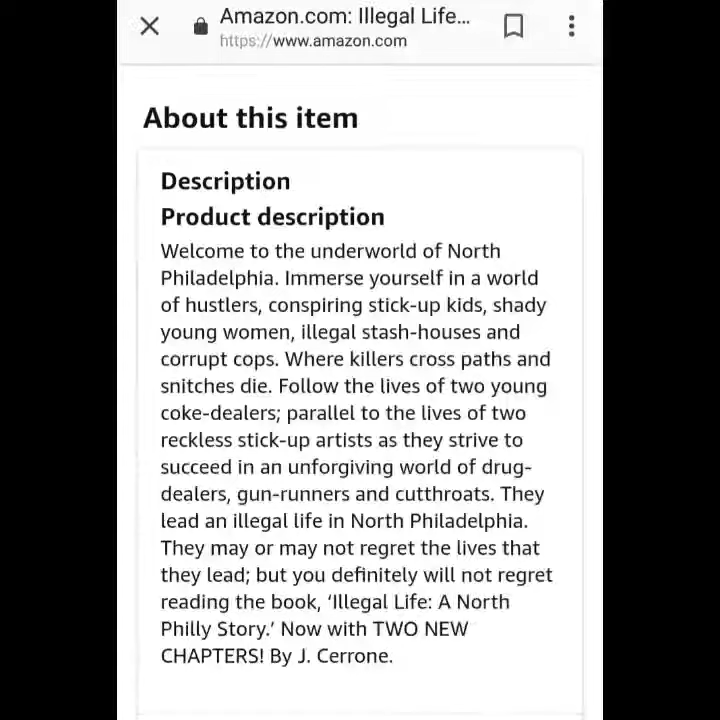 Amazon.com: Illegal Life...
https://www.amazon.com
About this item
Description
Product description
Welcome to the underworld of North
Philadelphia. Immerse yourself in a world
of hustlers, conspiring stick-up kids, shady
young women, illegal stash-houses and
corrupt cops. Where killers cross paths and
snitches die. Follow the lives of two young
coke-dealers; parallel to the lives of two
reckless stick-up artists as they strive to
succeed in an unforgiving world of drug-
dealers, gun-runners and cutthroats. They
lead an illegal life in North Philadelphia.
They may or may not regret the lives that
they lead; but you definitely will not regret
reading the book, ‘Illegal Life: A North
Philly Story.’ Now with TWO NEW
CHAPTERS! By J. Cerrone.